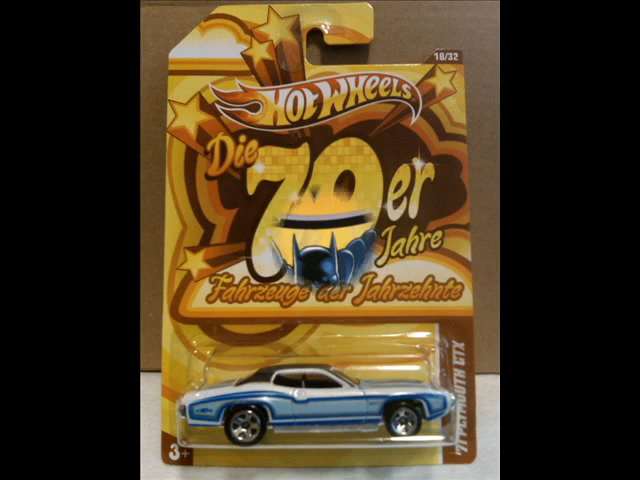 18/32
HOT WHEELS
Die
70er
Jahre
Fahrzeuge der Jahrzehnte
'71 PLYMOUTH GTX
3+